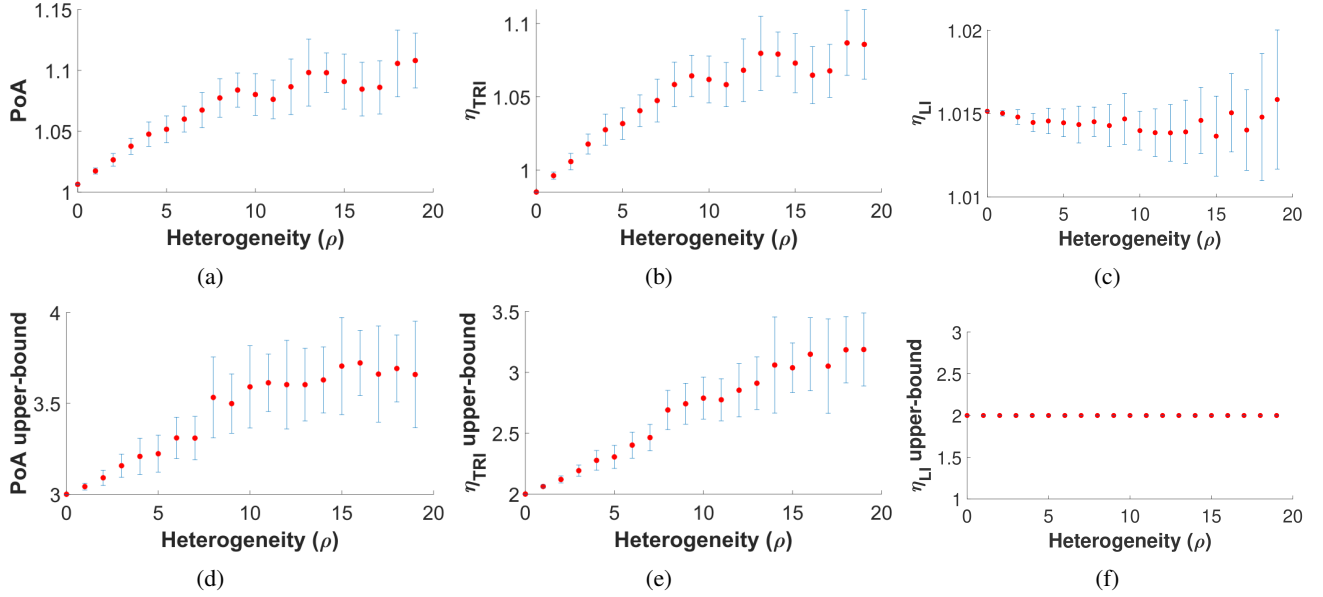 1.15
1.1
1.05
1
PoA
0 5 10 15 20
Heterogeneity (ρ)
(a)
1.1
1.05
1
η_TRI
0 5 10 15 20
Heterogeneity (ρ)
(b)
1.02
1.015
1.01
η_LI
0 5 10 15 20
Heterogeneity (ρ)
(c)
4
3.5
3
PoA upper-bound
0 5 10 15 20
Heterogeneity (ρ)
(d)
3.5
3
2.5
2
η_TRI upper-bound
0 5 10 15 20
Heterogeneity (ρ)
(e)
3
2.5
2
1.5
1
η_LI upper-bound
0 5 10 15 20
Heterogeneity (ρ)
(f)